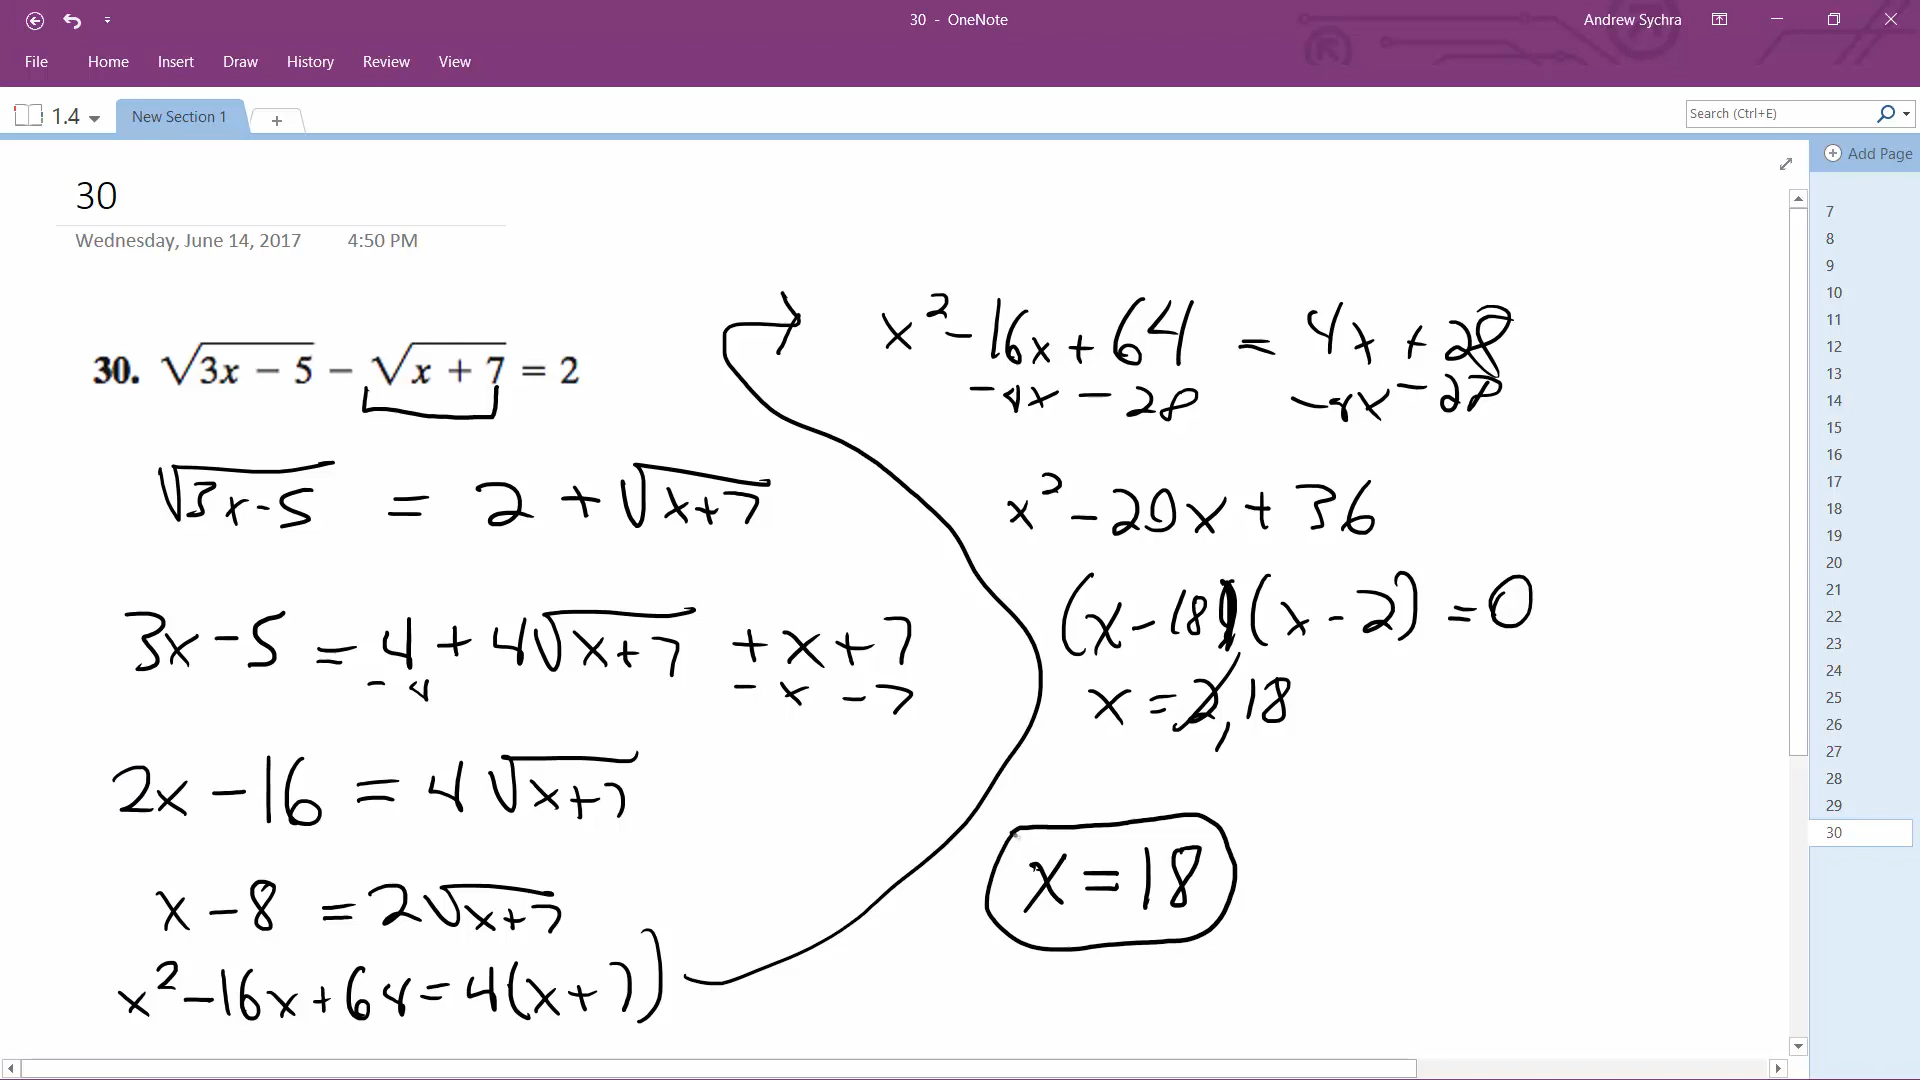 30 - OneNote
Andrew Sychra
File Home Insert Draw History Review View
1.4
New Section 1
+
Search (Ctrl+E)
Add Page
30
Wednesday, June 14, 2017 4:50 PM
30. √(3x − 5) − √(x + 7) = 2
√(3x-5) = 2 + √(x+7)
3x - 5 = 4 + 4√(x+7) + x + 7
- 4 - x - 7
2x - 16 = 4√(x+7)
x - 8 = 2√(x+7)
x² - 16x + 64 = 4(x+7)
x² - 16x + 64 = 4x + 28
- 4x - 28 - 4x - 28
x² - 20x + 36
(x - 18)(x - 2) = 0
x = 2, 18
x = 18
7
8
9
10
11
12
13
14
15
16
17
18
19
20
21
22
23
24
25
26
27
28
29
30